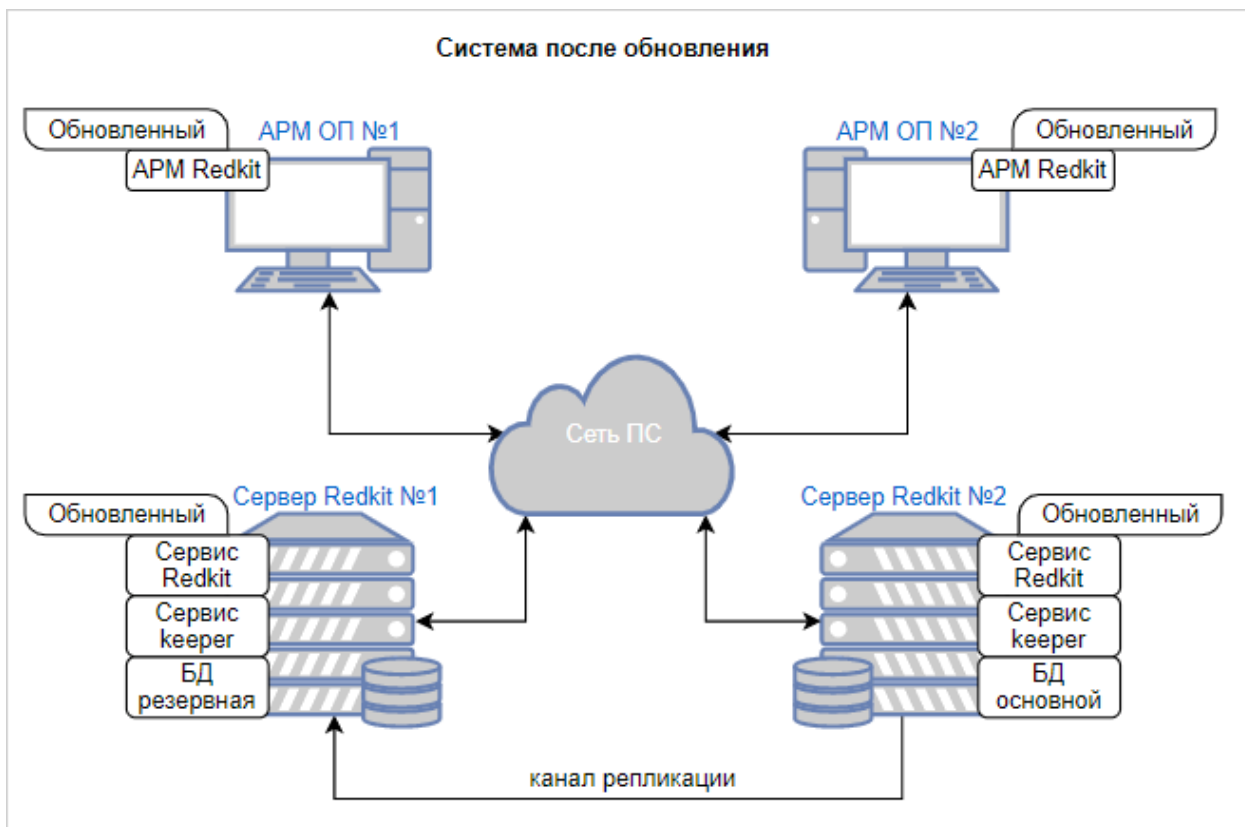 Система после обновления
Обновленный
АРМ ОП №1
АРМ Redkit
АРМ ОП №2
Обновленный
АРМ Redkit
Сеть ПС
Обновленный
Сервер Redkit №1
Сервис
Redkit
Сервис
keeper
БД
резервная
Сервер Redkit №2
Обновленный
Сервис
Redkit
Сервис
keeper
БД
основной
канал репликации